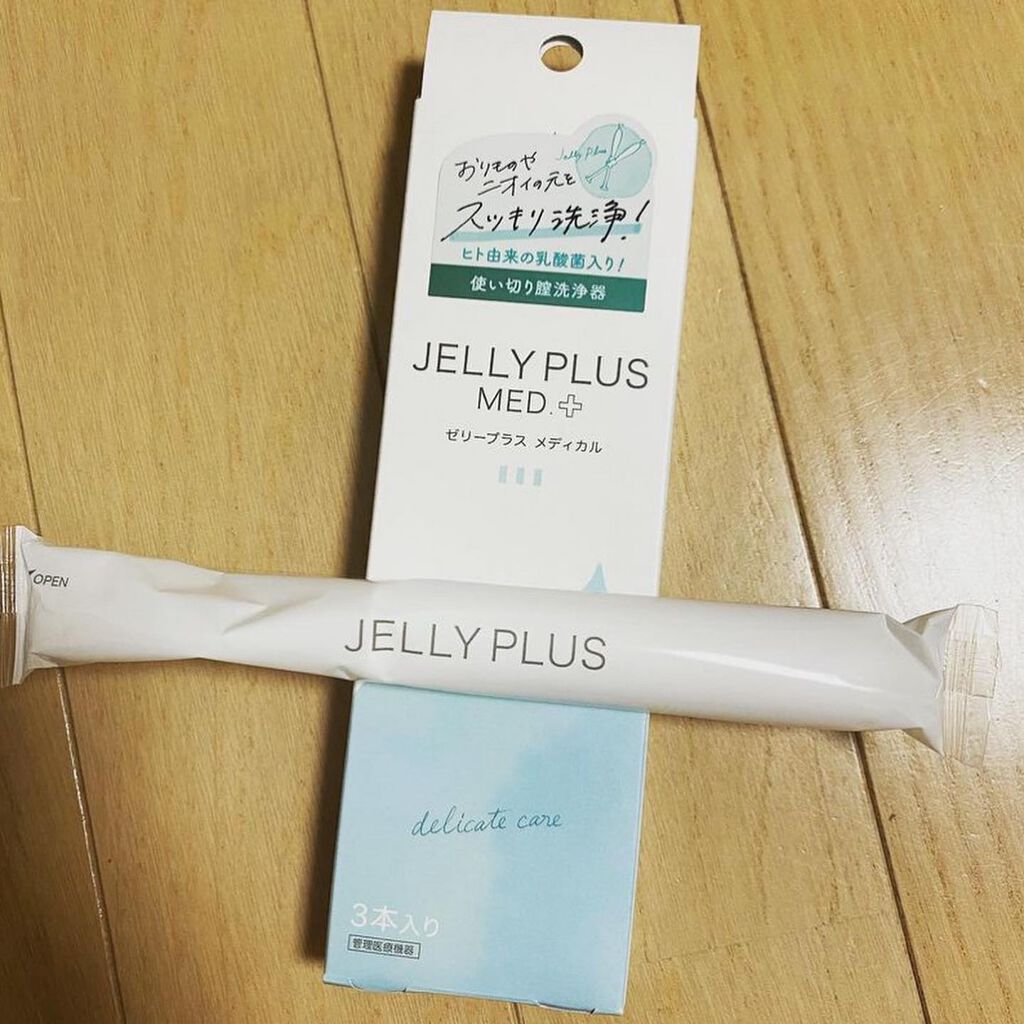 おりものや
Jelly Plus
ニオイの元を
スッキリ洗浄!
ヒト由来の乳酸菌入り!
使い切り膣洗浄器
JELLY PLUS
MED.
ゼリープラス メディカル
OPEN
JELLY PLUS
delicate care
3本入り
管理医療機器